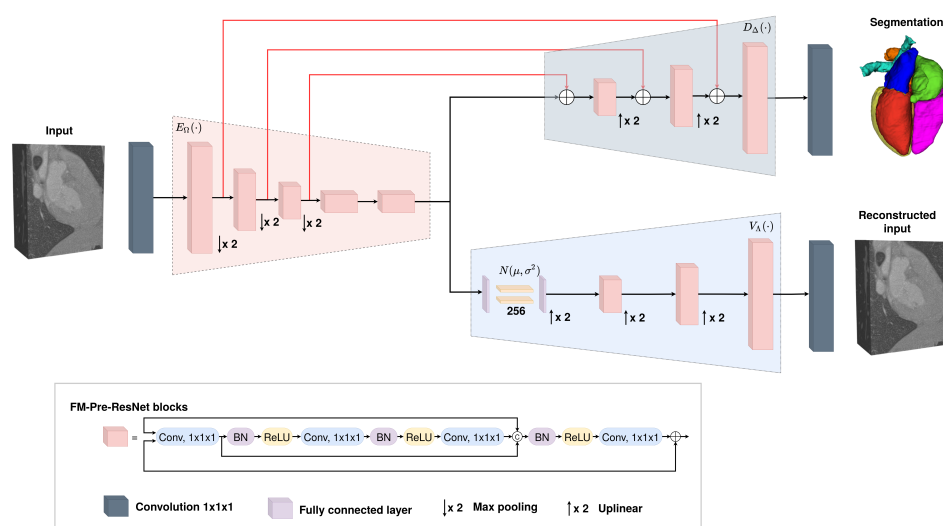 Input
E_Ω(·)
↓ x 2
↓ x 2
↓ x 2
D_Δ(·)
↑ x 2
↑ x 2
Segmentation
V_Λ(·)
N(μ, σ²)
256
↑ x 2
↑ x 2
↑ x 2
Reconstructed
input
FM-Pre-ResNet blocks
= Conv, 1x1x1 BN ReLU Conv, 1x1x1 BN ReLU Conv, 1x1x1 C BN ReLU Conv, 1x1x1
Convolution 1x1x1
Fully connected layer
↓ x 2 Max pooling
↑ x 2 Uplinear